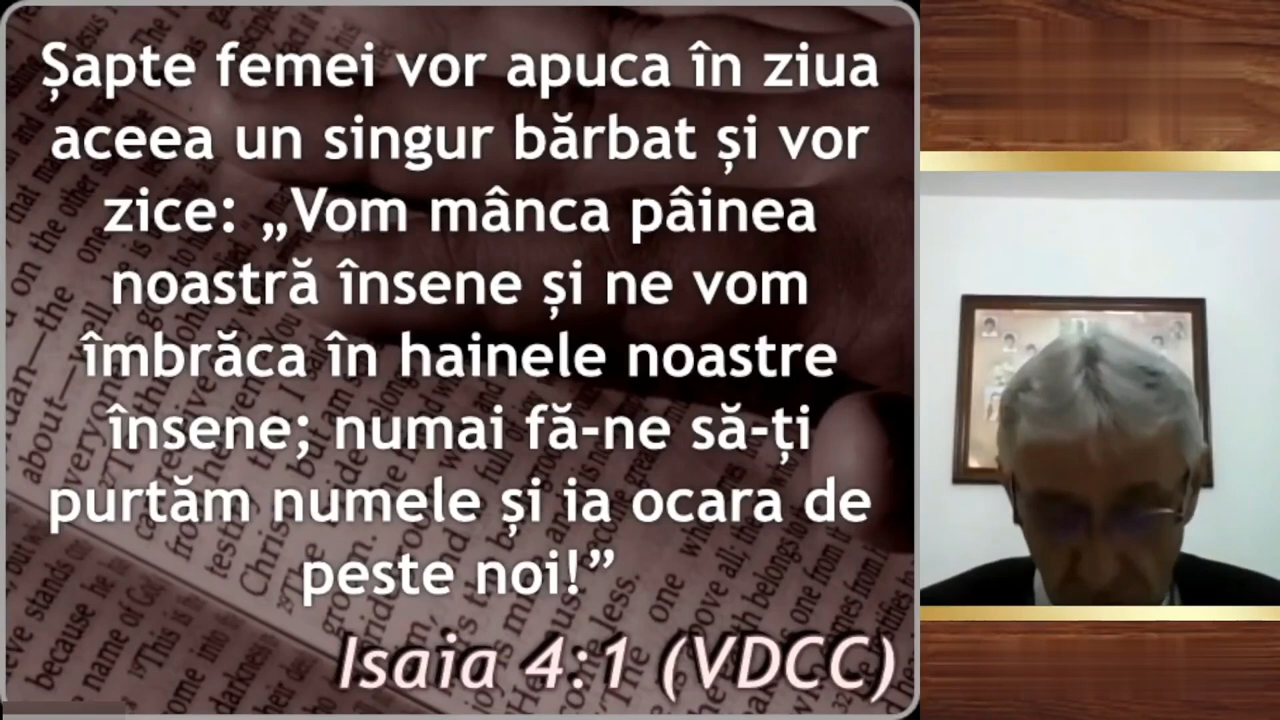 Șapte femei vor apuca în ziua
aceea un singur bărbat și vor
zice: „Vom mânca pâinea
noastră însene și ne vom
îmbrăca în hainele noastre
însene; numai fă-ne să-ți
purtăm numele și ia ocara de
peste noi!”
Isaia 4:1 (VDCC)